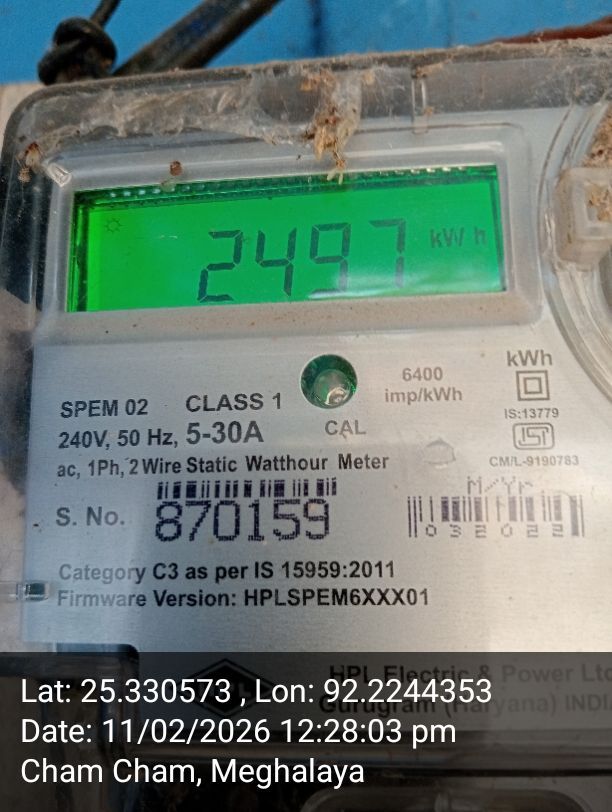 2497 kW h
6400
imp/kWh
kWh
SPEM 02 CLASS 1
240V, 50 Hz, 5-30A
CAL
IS:13779
CM/L-9190783
ac, 1Ph, 2 Wire Static Watthour Meter
M/Yr
S. No. 870159
032022
Category C3 as per IS 15959:2011
Firmware Version: HPLSPEM6XXX01
HPL Electric & Power Ltd
Gurugram (Haryana) INDI
Lat: 25.330573 , Lon: 92.2244353
Date: 11/02/2026 12:28:03 pm
Cham Cham, Meghalaya